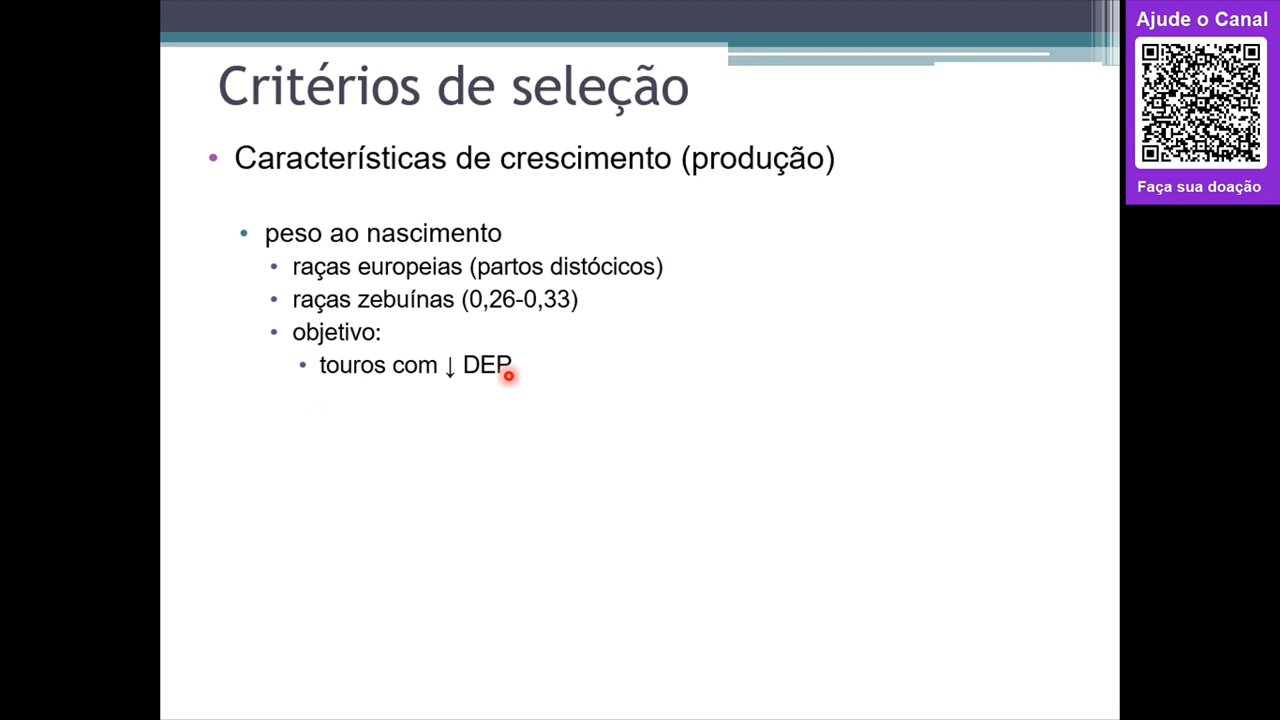 Critérios de seleção
Características de crescimento (produção)
peso ao nascimento
raças europeias (partos distócicos)
raças zebuínas (0,26-0,33)
objetivo:
touros com ↓ DEP
Ajude o Canal
Faça sua doação